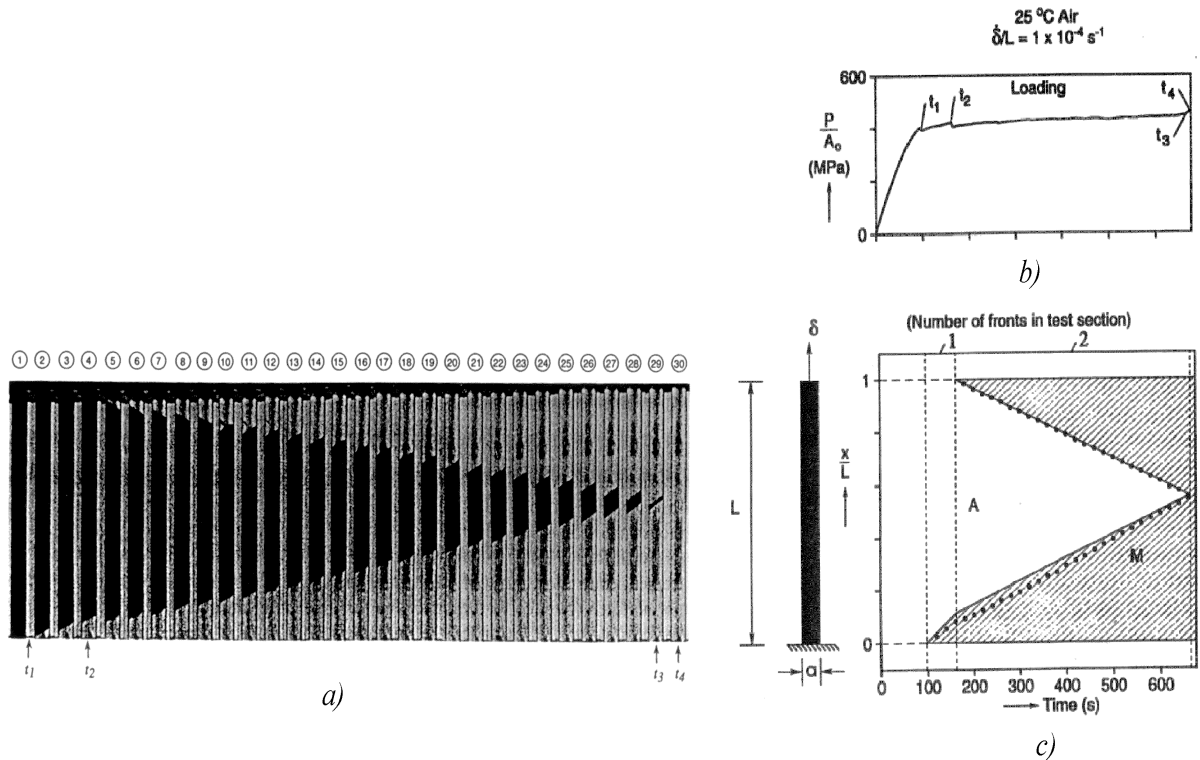 25 °C Air
δ̇/L = 1 x 10⁻⁴ s⁻¹
600
Loading
t₁
t₂
t₄
t₃
P
A₀
(MPa)
0
b)
(Number of fronts in test section)
1
2
① ② ③ ④ ⑤ ⑥ ⑦ ⑧ ⑨ ⑩ ⑪ ⑫ ⑬ ⑭ ⑮ ⑯ ⑰ ⑱ ⑲ ⑳ ㉑ ㉒ ㉓ ㉔ ㉕ ㉖ ㉗ ㉘ ㉙ ㉚
t₁
t₂
t₃
t₄
a)
δ
L
a
1
x
L
A
M
0
0 100 200 300 400 500 600
Time (s)
c)